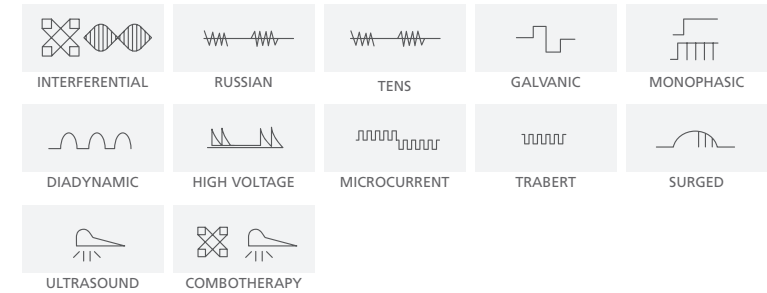 INTERFERENTIAL
RUSSIAN
TENS
GALVANIC
MONOPHASIC
DIADYNAMIC
HIGH VOLTAGE
MICROCURRENT
TRABERT
SURGED
ULTRASOUND
COMBOTHERAPY